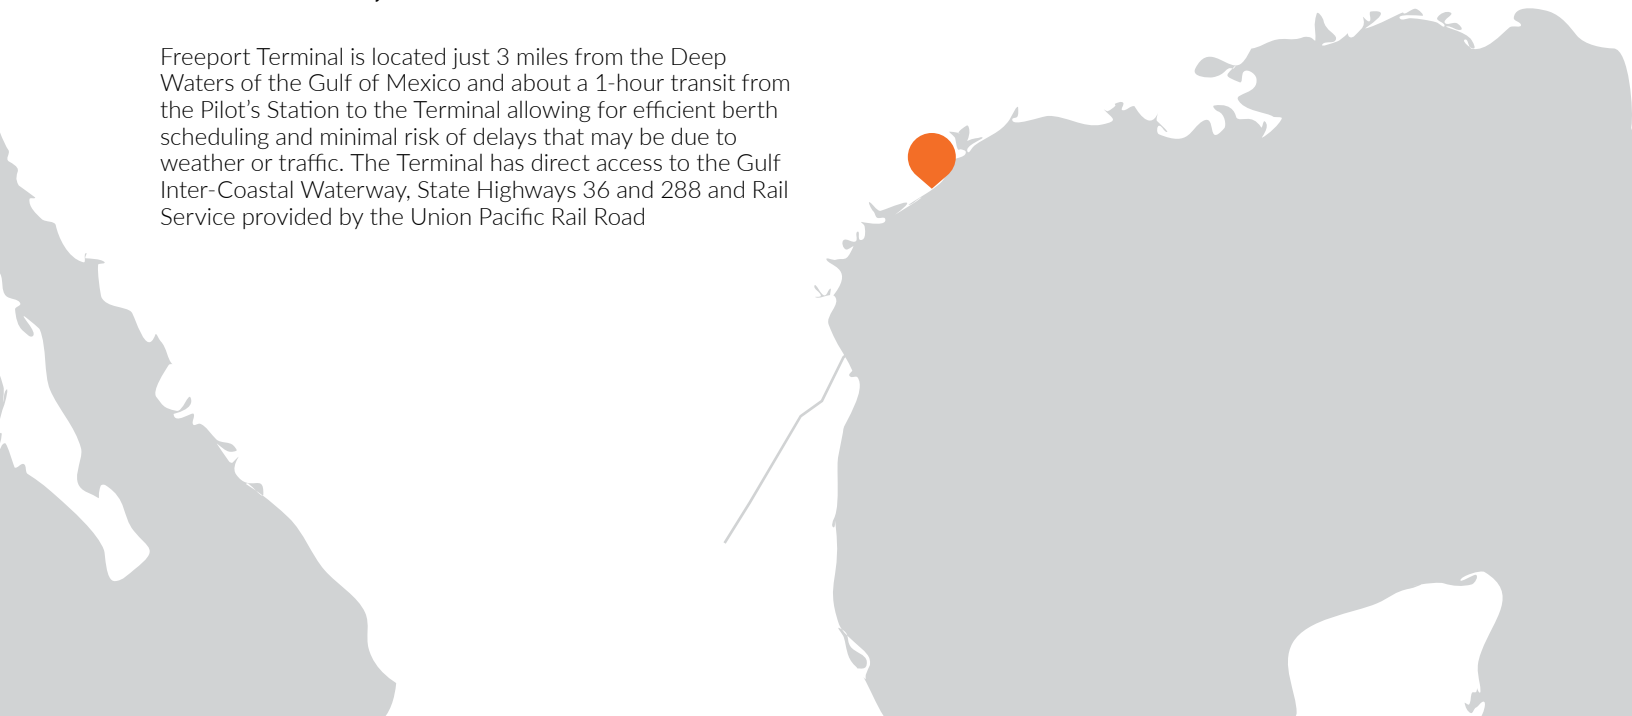 Freeport Terminal is located just 3 miles from the Deep
Waters of the Gulf of Mexico and about a 1-hour transit from
the Pilot’s Station to the Terminal allowing for efficient berth
scheduling and minimal risk of delays that may be due to
weather or traffic. The Terminal has direct access to the Gulf
Inter-Coastal Waterway, State Highways 36 and 288 and Rail
Service provided by the Union Pacific Rail Road